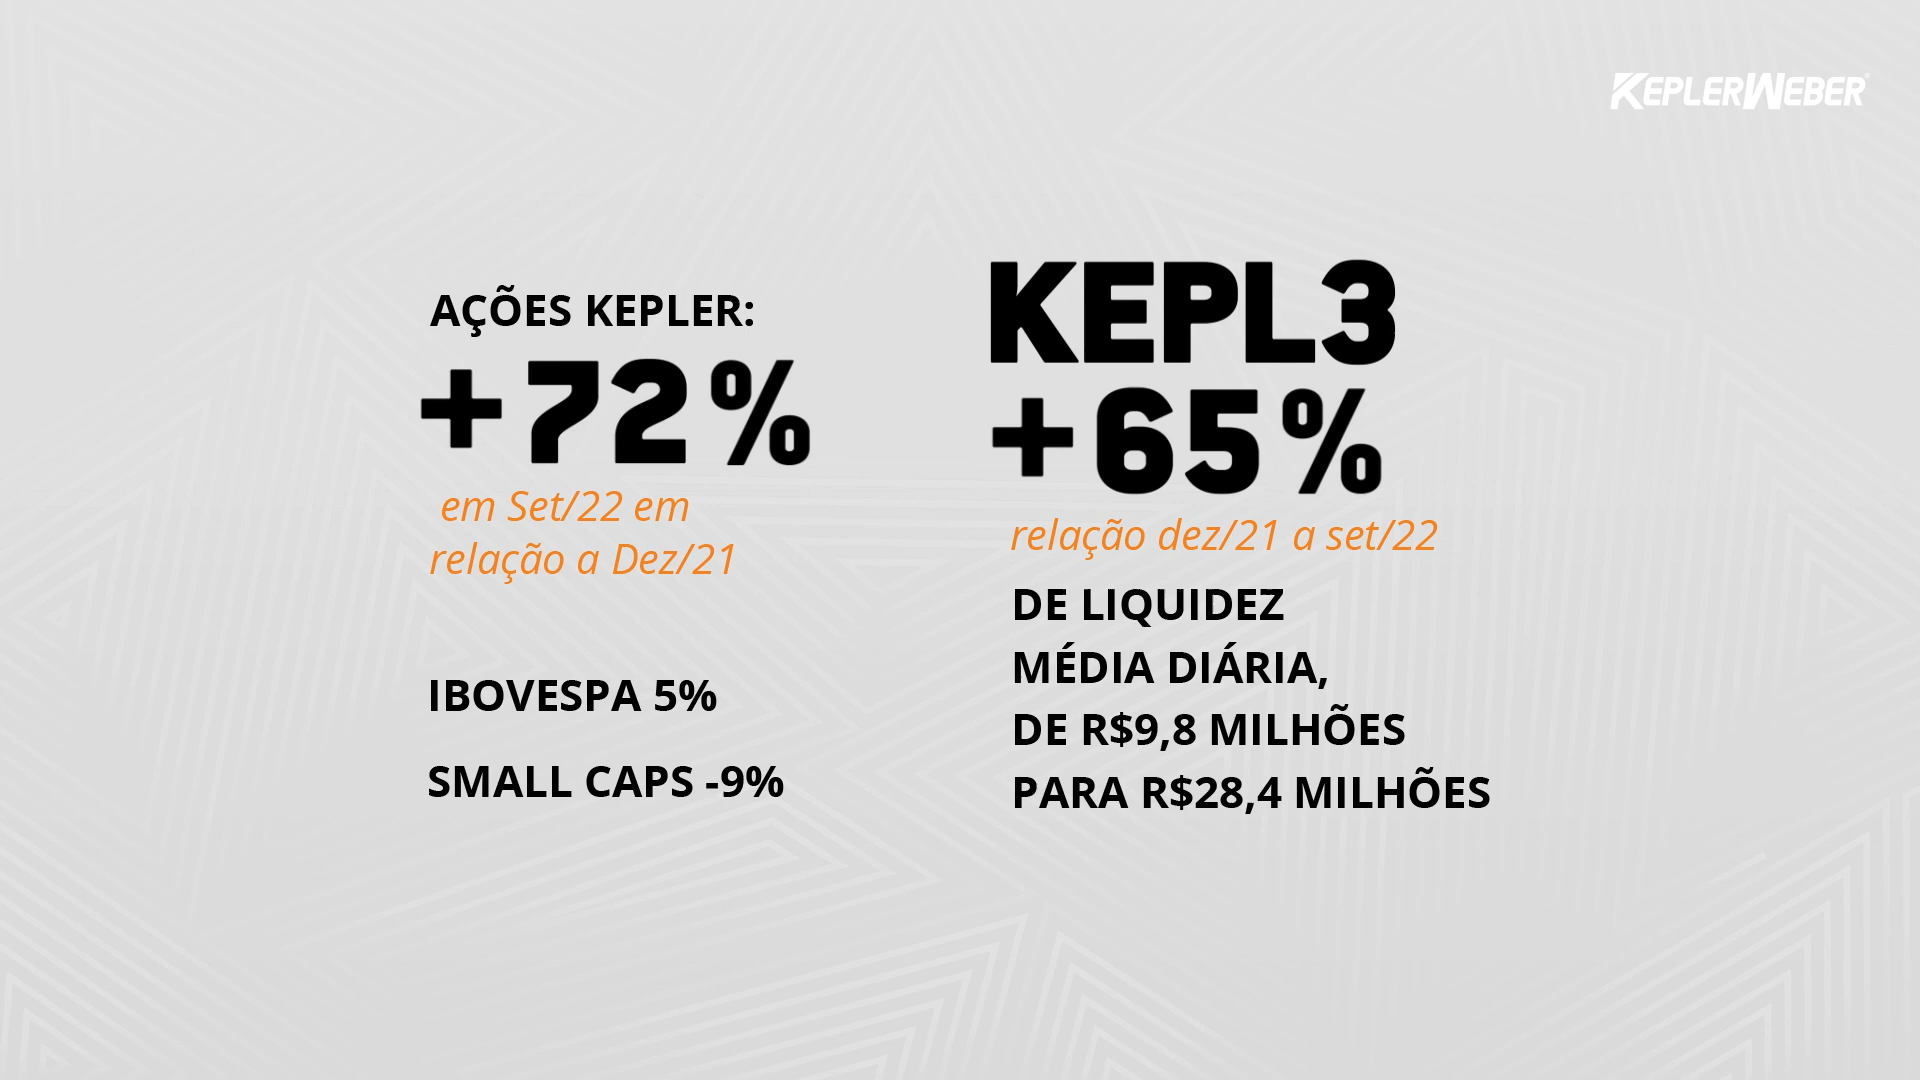 KEPLERWEBER
AÇÕES KEPLER:
+72%
em Set/22 em
relação a Dez/21
IBOVESPA 5%
SMALL CAPS -9%
KEPL3
+65%
relação dez/21 a set/22
DE LIQUIDEZ
MÉDIA DIÁRIA,
DE R$9,8 MILHÕES
PARA R$28,4 MILHÕES